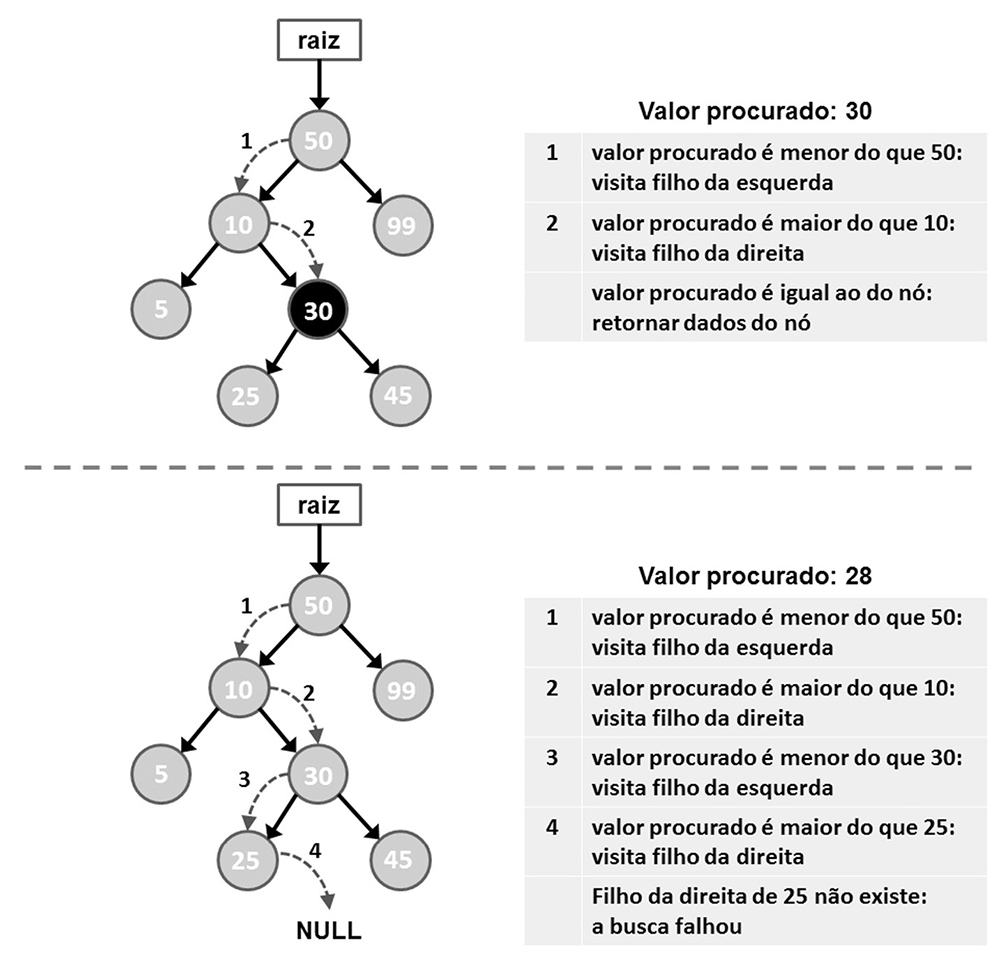 raiz
50
1
10
99
2
5
30
25
45
Valor procurado: 30
1 valor procurado é menor do que 50:
visita filho da esquerda
2 valor procurado é maior do que 10:
visita filho da direita
valor procurado é igual ao do nó:
retornar dados do nó
raiz
50
1
10
99
2
5
30
3
25
45
4
NULL
Valor procurado: 28
1 valor procurado é menor do que 50:
visita filho da esquerda
2 valor procurado é maior do que 10:
visita filho da direita
3 valor procurado é menor do que 30:
visita filho da esquerda
4 valor procurado é maior do que 25:
visita filho da direita
Filho da direita de 25 não existe:
a busca falhou